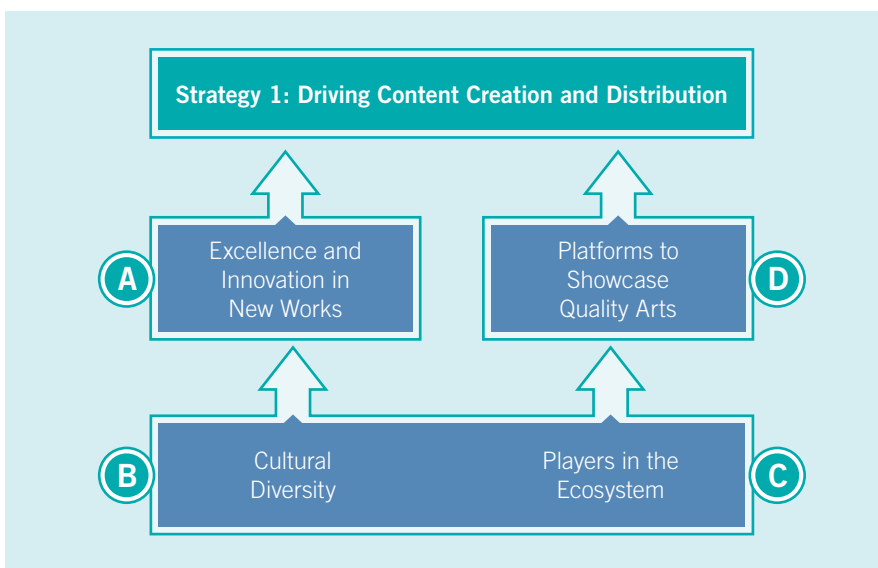 Strategy 1: Driving Content Creation and Distribution
A
Excellence and
Innovation in
New Works
Platforms to
Showcase
Quality Arts
D
B
Cultural
Diversity
Players in the
Ecosystem
C